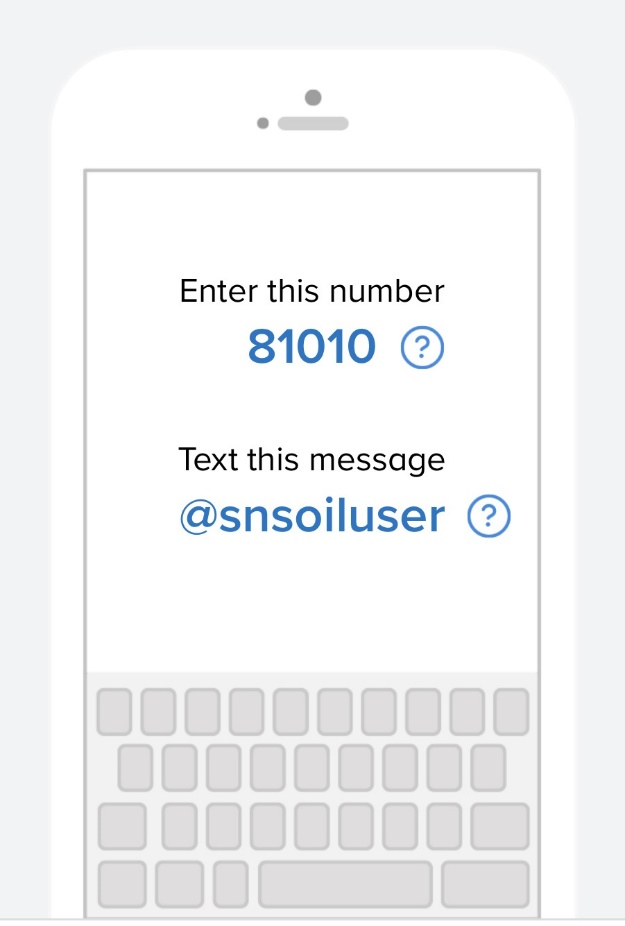 Enter this number
81010 ?
Text this message
@snsoiluser ?